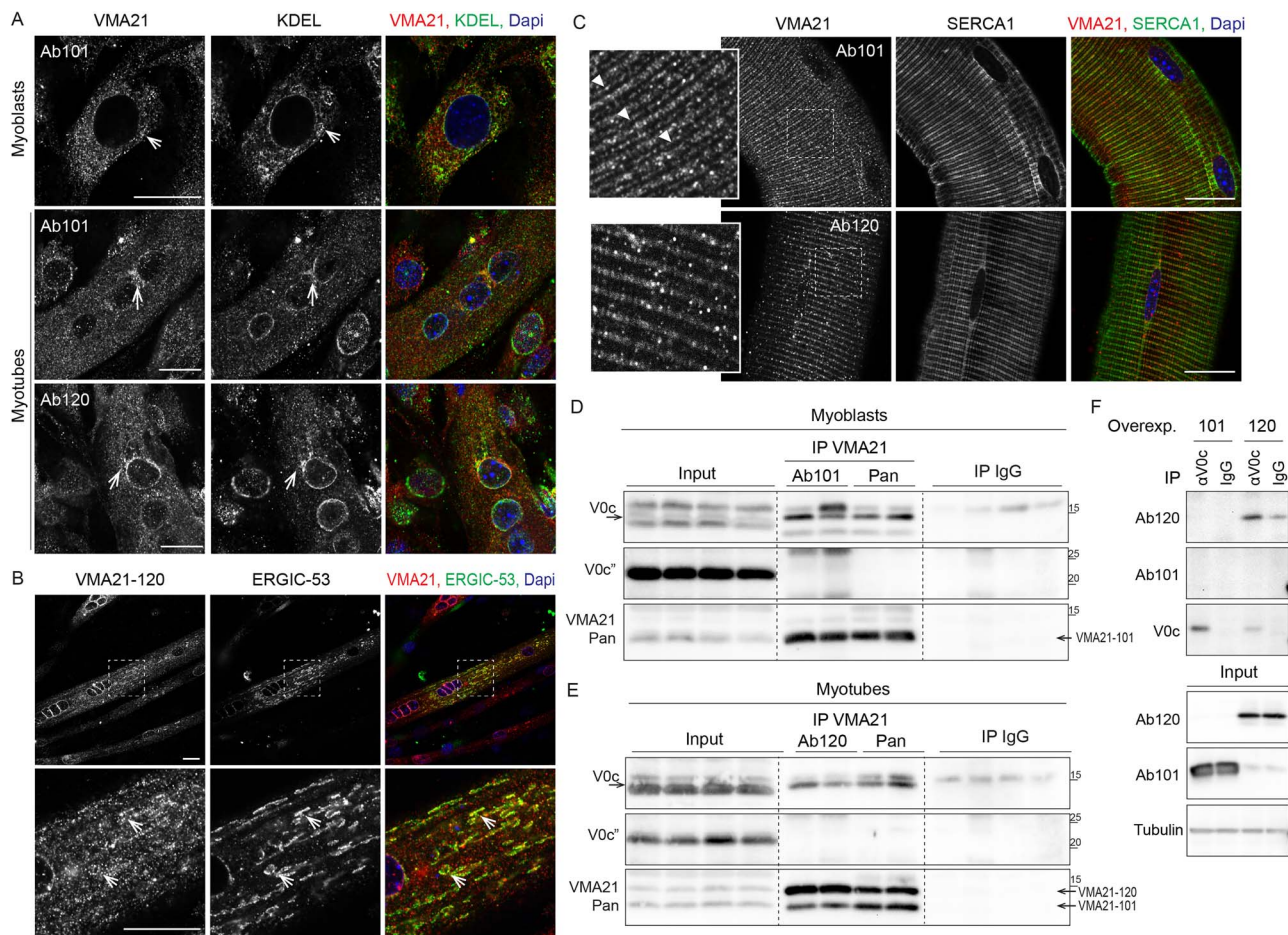 A
VMA21
KDEL
VMA21, KDEL, Dapi
Myoblasts
Ab101
Myotubes
Ab101
Ab120
B
VMA21-120
ERGIC-53
VMA21, ERGIC-53, Dapi
C
VMA21
SERCA1
VMA21, SERCA1, Dapi
Ab101
Ab120
D
Myoblasts
IP VMA21
Input
Ab101
Pan
IP IgG
V0c
15
V0c”
25
20
VMA21
Pan
15
VMA21-101
E
Myotubes
IP VMA21
Input
Ab120
Pan
IP IgG
V0c
15
V0c”
25
20
VMA21
Pan
15
VMA21-120
VMA21-101
F
Overexp.
101
120
IP
αV0c
IgG
αV0c
IgG
Ab120
Ab101
V0c
Input
Ab120
Ab101
Tubulin